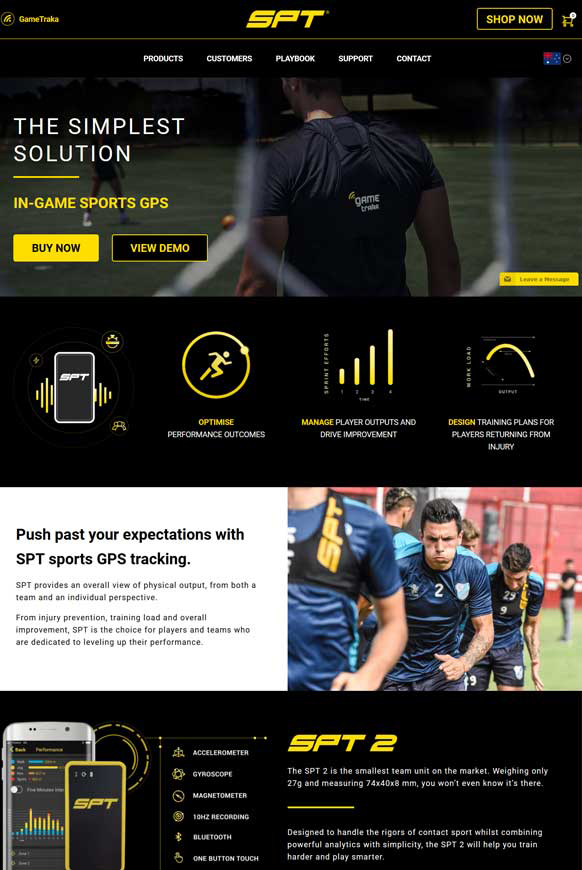 GameTraka
SPT
SHOP NOW
0
PRODUCTS CUSTOMERS PLAYBOOK SUPPORT CONTACT
THE SIMPLEST
SOLUTION
IN-GAME SPORTS GPS
BUY NOW VIEW DEMO
GAME
traka
Leave a Message
SPT
OPTIMISE
PERFORMANCE OUTCOMES
SPRINT EFFORTS
1 2 3 4
TIME
MANAGE PLAYER OUTPUTS AND
DRIVE IMPROVEMENT
WORK LOAD
OUTPUT
DESIGN TRAINING PLANS FOR
PLAYERS RETURNING FROM
INJURY
Push past your expectations with
SPT sports GPS tracking.
SPT provides an overall view of physical output, from both a
team and an individual perspective.
From injury prevention, training load and overall
improvement, SPT is the choice for players and teams who
are dedicated to leveling up their performance.
SPT
2
29
9
Back Performance
Five Minutes Inter
SPT
ACCELEROMETER
GYROSCOPE
MAGNETOMETER
10HZ RECORDING
BLUETOOTH
ONE BUTTON TOUCH
SPT 2
The SPT 2 is the smallest team unit on the market. Weighing only
27g and measuring 74x40x8 mm, you won't even know it's there.
Designed to handle the rigors of contact sport whilst combining
powerful analytics with simplicity, the SPT 2 will help you train
harder and play smarter.